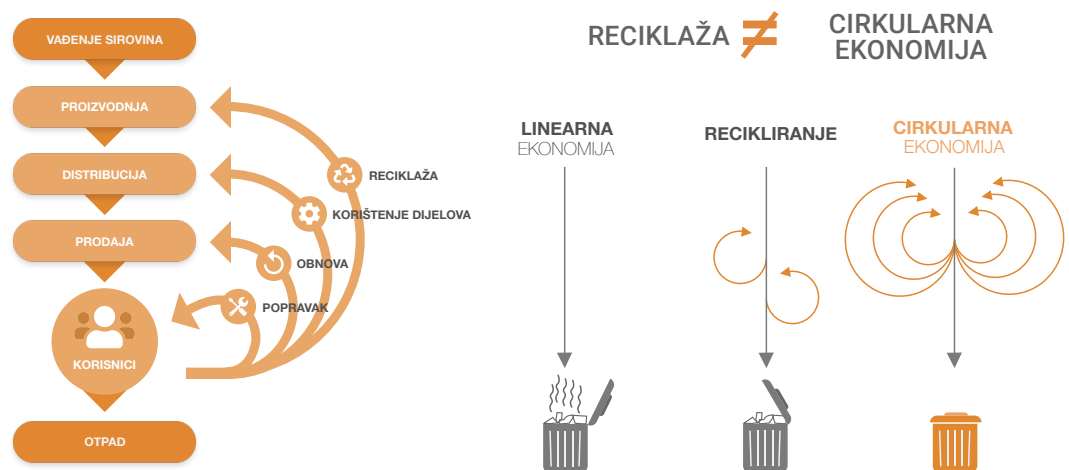 VAĐENJE SIROVINA
PROIZVODNJA
DISTRIBUCIJA
PRODAJA
KORISNICI
OTPAD
RECIKLAŽA
KORIŠTENJE DIJELOVA
OBNOVA
POPRAVAK
RECIKLAŽA ≠ CIRKULARNA
EKONOMIJA
LINEARNA
EKONOMIJA
RECIKLIRANJE
CIRKULARNA
EKONOMIJA